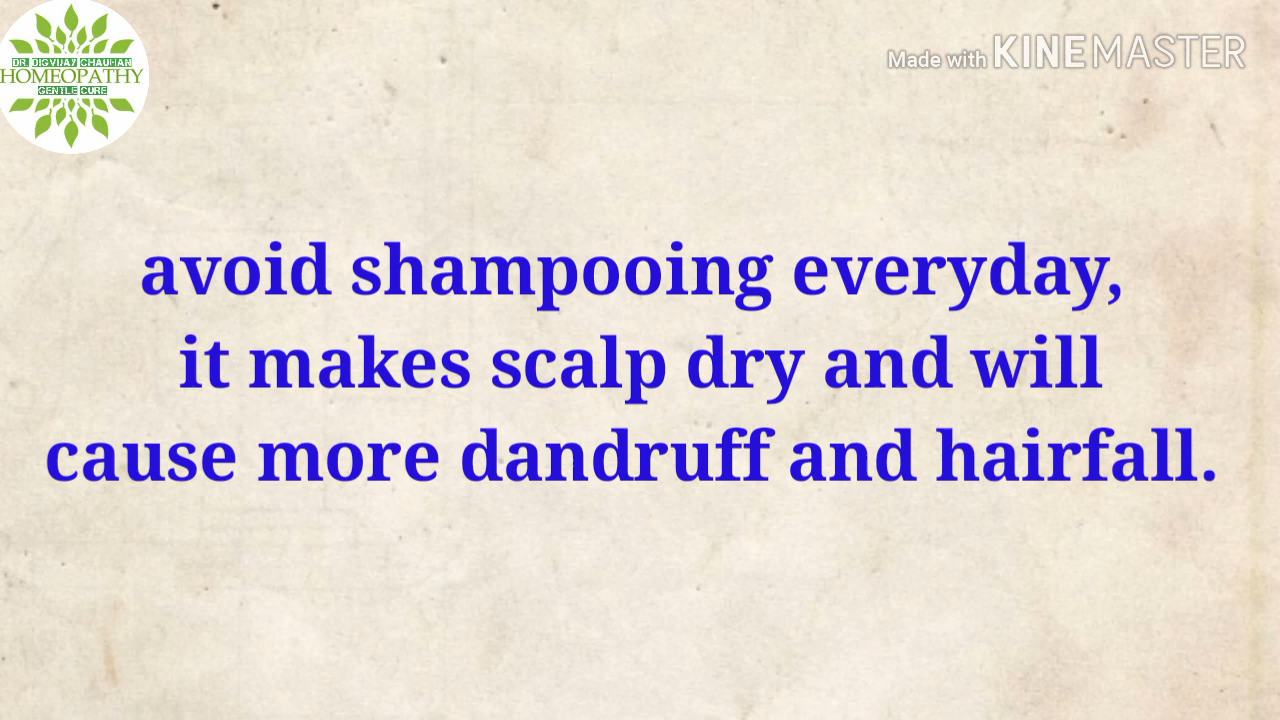 DR DIGVIJAY CHAUHAN
HOMEOPATHY
GENTLE CURE
Made with KINEMASTER
avoid shampooing everyday,
it makes scalp dry and will
cause more dandruff and hairfall.